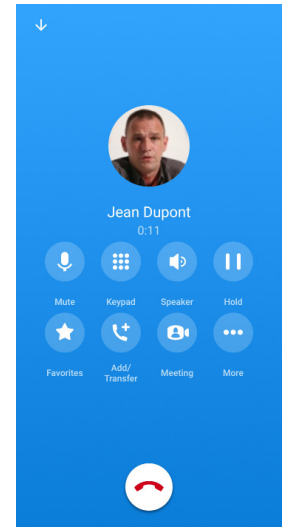 Jean Dupont
0:11
Mute Keypad Speaker Hold
Favorites Add/
Transfer Meeting More